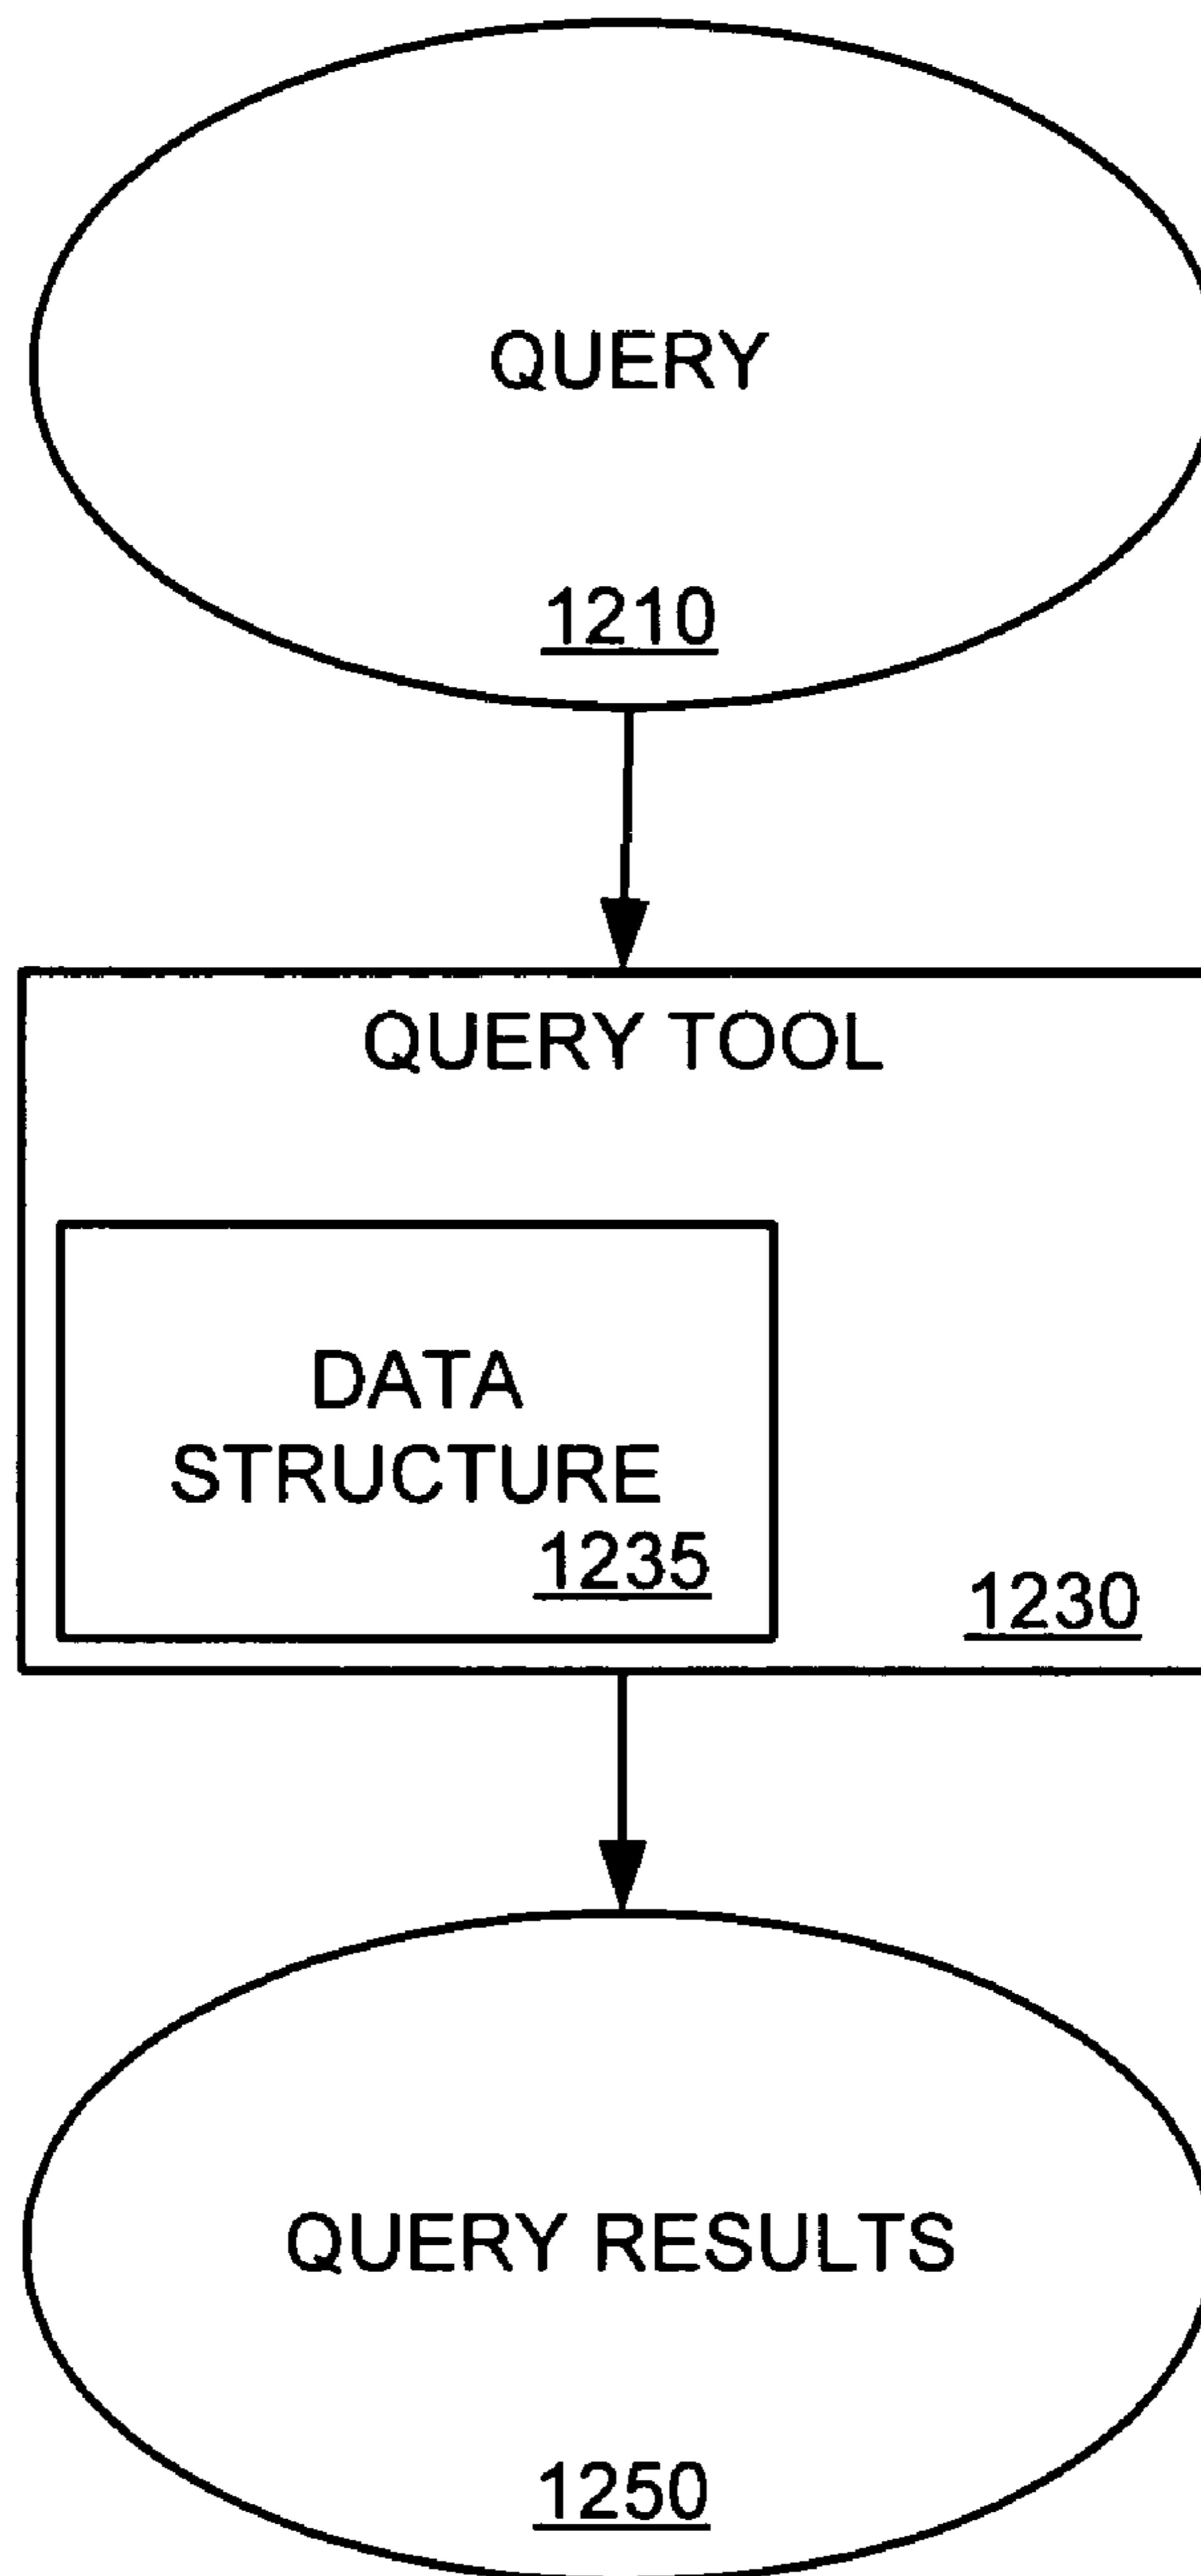 QUERY
1210
QUERY TOOL
DATA
STRUCTURE
1235
1230
QUERY RESULTS
1250